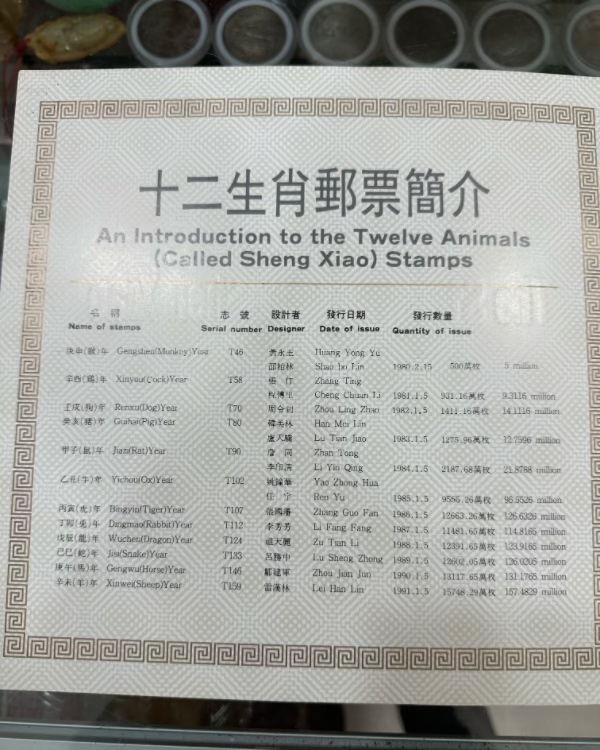 十二生肖郵票簡介
An Introduction to the Twelve Animals
(Called Sheng Xiao) Stamps
名 稱 志 號 設計者 發行日期 發行數量
Name of stamps Serial number Designer Date of issue Quantity of issue
庚申(猴)年 Gengshen(Monkey)Year T46 黃永玉 Huang Yong Yu
邵柏林 Shao bo Lin 1980.2.15 500萬枚 5 million
辛酉(鷄)年 Xinyou(Cock)Year T58 張 仃 Zhang Ting
程傳理 Cheng Chuan Li 1981.1.5 931.16萬枚 9.3116 million
壬戌(狗)年 Renxu(Dog)Year T70 周令釗 Zhou Ling Zhao 1982.1.5 1411.16萬枚 14.1116 million
癸亥(豬)年 Guihai(Pig)Year T80 韓美林 Han Mei Lin
盧天驕 Lu Tian Jiao 1983.1.5 1275.96萬枚 12.7596 million
甲子(鼠)年 Jiazi(Rat)Year T90 詹 同 Zhan Tong
李印清 Li Yin Qing 1984.1.5 2187.68萬枚 21.8768 million
乙丑(牛)年 Yichou(Ox)Year T102 姚鐘華 Yao Zhong Hua
任 宇 Ren Yu 1985.1.5 9556.26萬枚 95.5526 million
丙寅(虎)年 Bingyin(Tiger)Year T107 張國藩 Zhang Guo Fan 1986.1.5 12663.26萬枚 126.6326 million
丁卯(兔)年 Dingmao(Rabbit)Year T112 李芳芳 Li Fang Fang 1987.1.5 11481.65萬枚 114.8165 million
戊辰(龍)年 Wuchen(Dragon)Year T124 祖天麗 Zu Tian Li 1988.1.5 12391.65萬枚 123.9165 million
己巳(蛇)年 Jisi(Snake)Year T133 呂勝中 Lu Sheng Zhong 1989.1.5 12602.05萬枚 126.0205 million
庚午(馬)年 Gengwu(Horse)Year T146 鄒建軍 Zhou Jian Jun 1990.1.5 13117.65萬枚 131.1765 million
辛未(羊)年 Xinwei(Sheep)Year T159 雷漢林 Lei Han Lin 1991.1.5 15748.29萬枚 157.4829 million